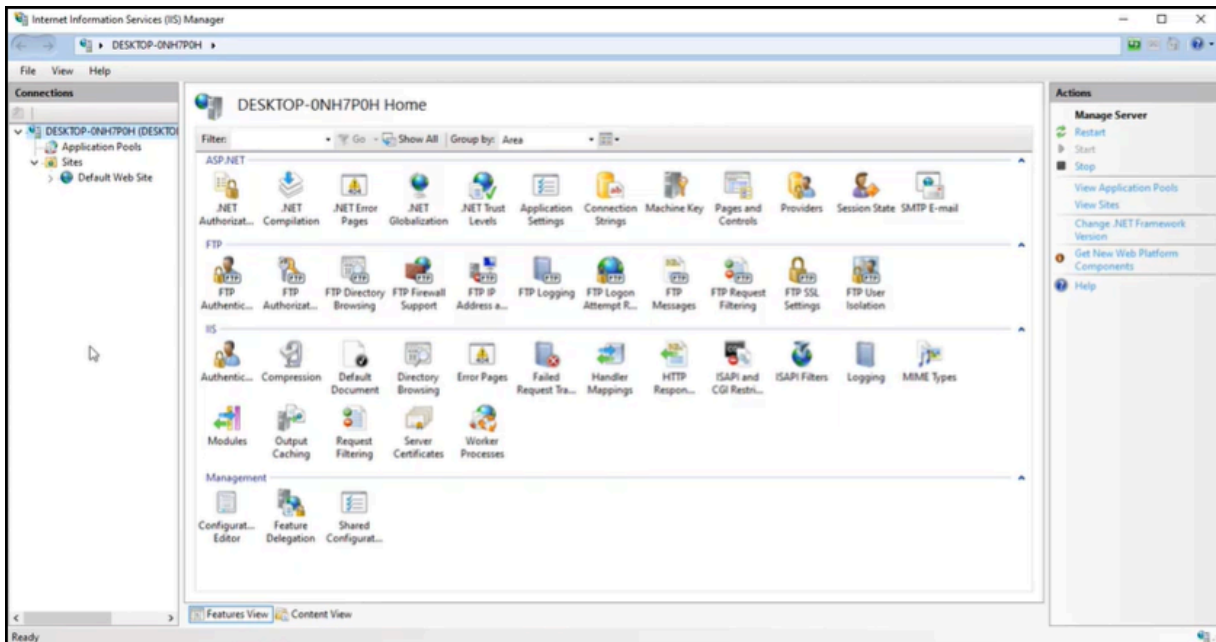 Internet Information Services (IIS) Manager
DESKTOP-0NH7P0H
File View Help
Connections
DESKTOP-0NH7P0H (DESKTO
Application Pools
Sites
Default Web Site
DESKTOP-0NH7P0H Home
Filter: Go Show All Group by: Area
ASP.NET
.NET Authorizat...
.NET Compilation
.NET Error Pages
.NET Globalization
.NET Trust Levels
Application Settings
Connection Strings
Machine Key
Pages and Controls
Providers
Session State
SMTP E-mail
FTP
FTP Authentic...
FTP Authorizat...
FTP Directory Browsing
FTP Firewall Support
FTP IP Address a...
FTP Logging
FTP Logon Attempt R...
FTP Messages
FTP Request Filtering
FTP SSL Settings
FTP User Isolation
IIS
Authentic...
Compression
Default Document
Directory Browsing
Error Pages
Failed Request Tra...
Handler Mappings
HTTP Respon...
ISAPI and CGI Restri...
ISAPI Filters
Logging
MIME Types
Modules
Output Caching
Request Filtering
Server Certificates
Worker Processes
Management
Configurat... Editor
Feature Delegation
Shared Configurat...
Features View Content View
Ready
Actions
Manage Server
Restart
Start
Stop
View Application Pools
View Sites
Change .NET Framework
Version
Get New Web Platform
Components
Help